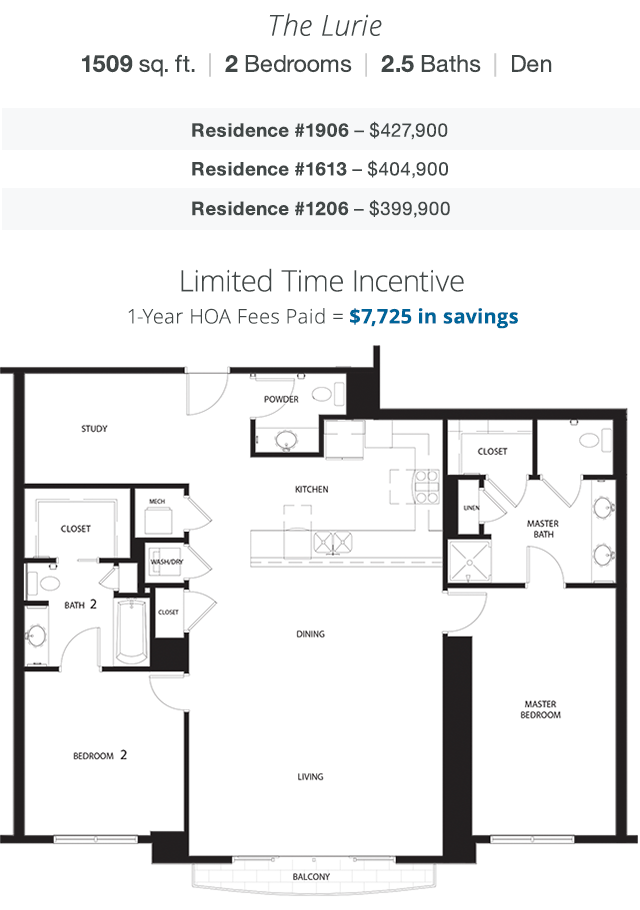 The Lurie
1509 sq. ft. | 2 Bedrooms | 2.5 Baths | Den
Residence #1906 – $427,900
Residence #1613 – $404,900
Residence #1206 – $399,900
Limited Time Incentive
1-Year HOA Fees Paid = $7,725 in savings
POWDER
STUDY
CLOSET
KITCHEN
MECH
LINEN
MASTER
BATH
CLOSET
WASH/DRY
BATH 2
CLOSET
DINING
MASTER
BEDROOM
BEDROOM 2
LIVING
BALCONY